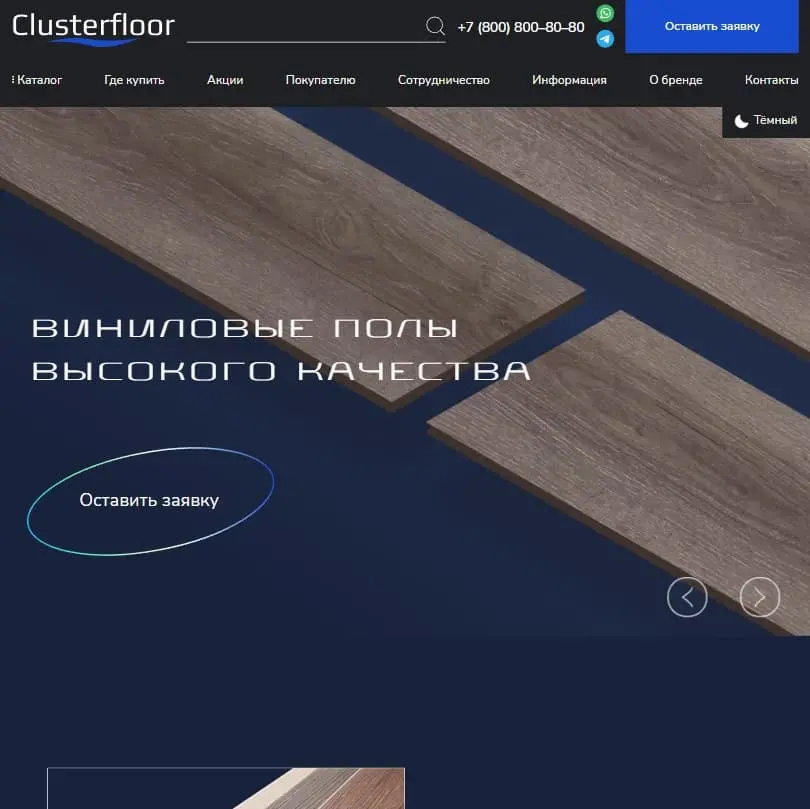 Clusterfloor
+7 (800) 800–80–80
Оставить заявку
Каталог
Где купить
Акции
Покупателю
Сотрудничество
Информация
О бренде
Контакты
Тёмный
ВИНИЛОВЫЕ ПОЛЫ
ВЫСОКОГО КАЧЕСТВА
Оставить заявку